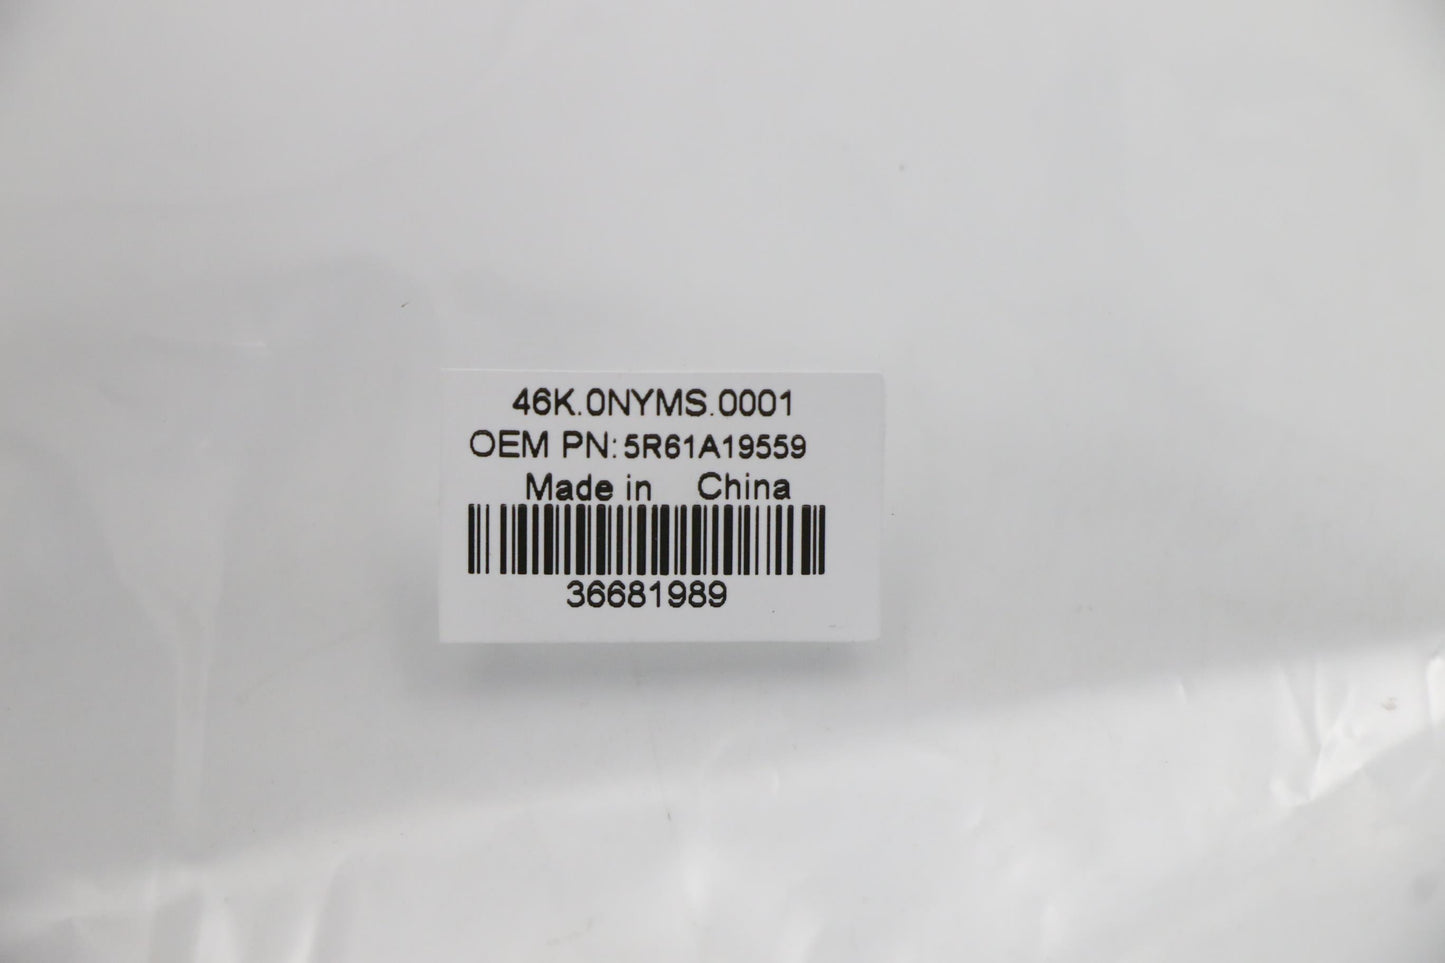 46K.0NYMS.0001
OEM PN:5R61A19559
Made in China
36681989